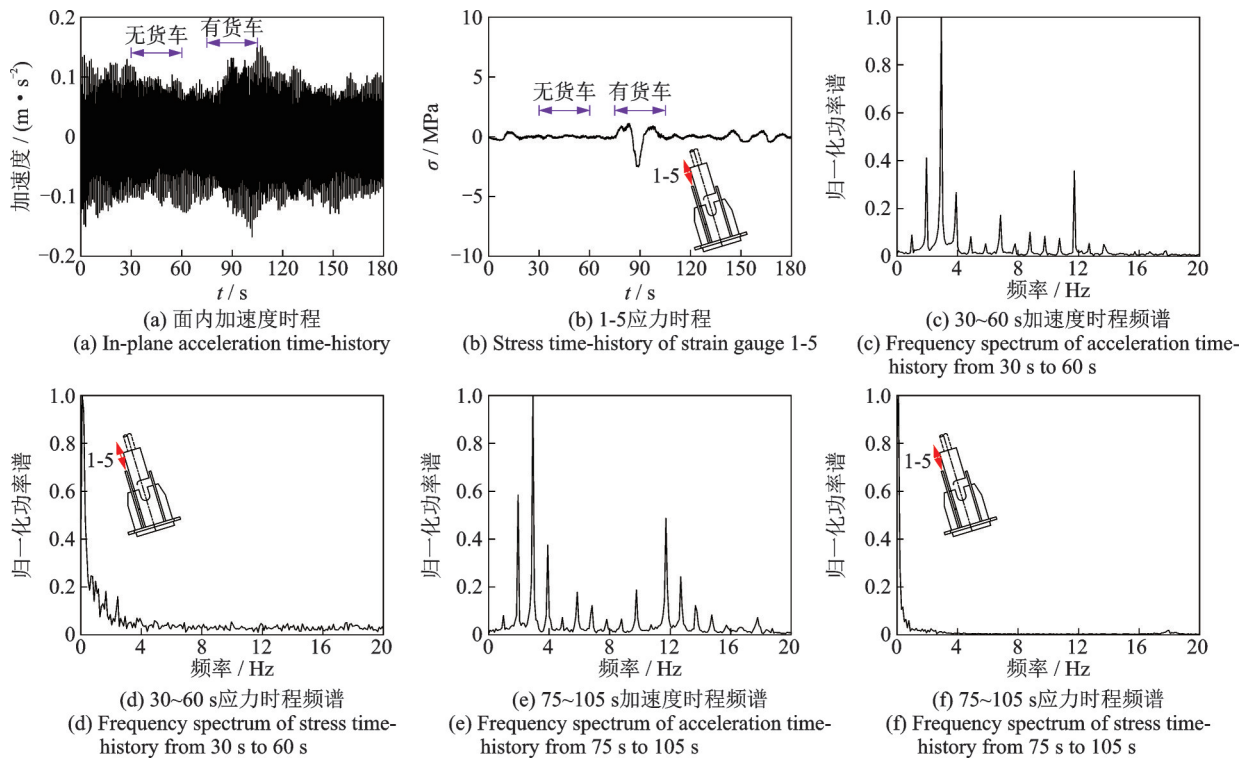 0.2
0.1
0
−0.1
−0.2
加速度 / (m·s⁻²)
无货车
有货车
0 30 60 90 120 150 180
t / s
(a) 面内加速度时程
(a) In-plane acceleration time-history
10
5
0
−5
−10
σ / MPa
无货车
有货车
1-5
0 30 60 90 120 150 180
t / s
(b) 1-5应力时程
(b) Stress time-history of strain gauge 1-5
1.0
0.8
0.6
0.4
0.2
0
归一化功率谱
0 4 8 12 16 20
频率 / Hz
(c) 30~60 s加速度时程频谱
(c) Frequency spectrum of acceleration time-
history from 30 s to 60 s
1.0
0.8
0.6
0.4
0.2
0
归一化功率谱
1-5
0 4 8 12 16 20
频率 / Hz
(d) 30~60 s应力时程频谱
(d) Frequency spectrum of stress time-
history from 30 s to 60 s
1.0
0.8
0.6
0.4
0.2
0
归一化功率谱
0 4 8 12 16 20
频率 / Hz
(e) 75~105 s加速度时程频谱
(e) Frequency spectrum of acceleration time-
history from 75 s to 105 s
1.0
0.8
0.6
0.4
0.2
0
归一化功率谱
1-5
0 4 8 12 16 20
频率 / Hz
(f) 75~105 s应力时程频谱
(f) Frequency spectrum of stress time-
history from 75 s to 105 s